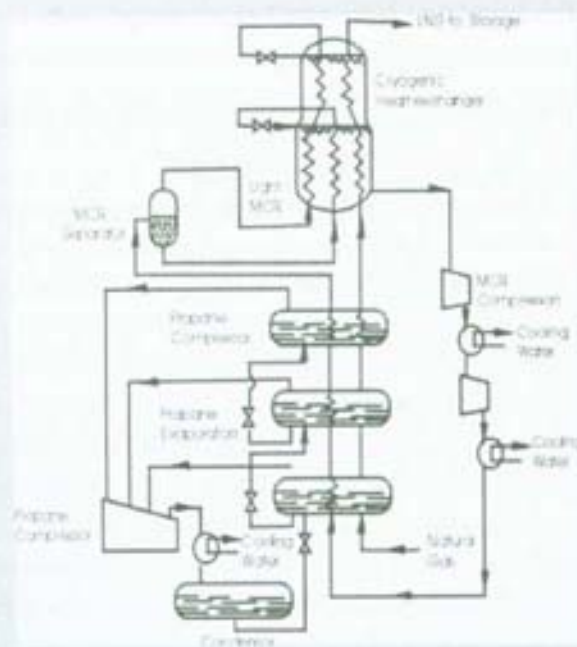 LNG to Storage
Cryogenic
Heat exchanger
Light
MCR
MCR
Separator
MCR
Compressors
Cooling
Water
Propane
Compressor
Propane
Evaporators
Cooling
Water
Propane
Compressor
Cooling
Water
Natural
Gas
Condenser